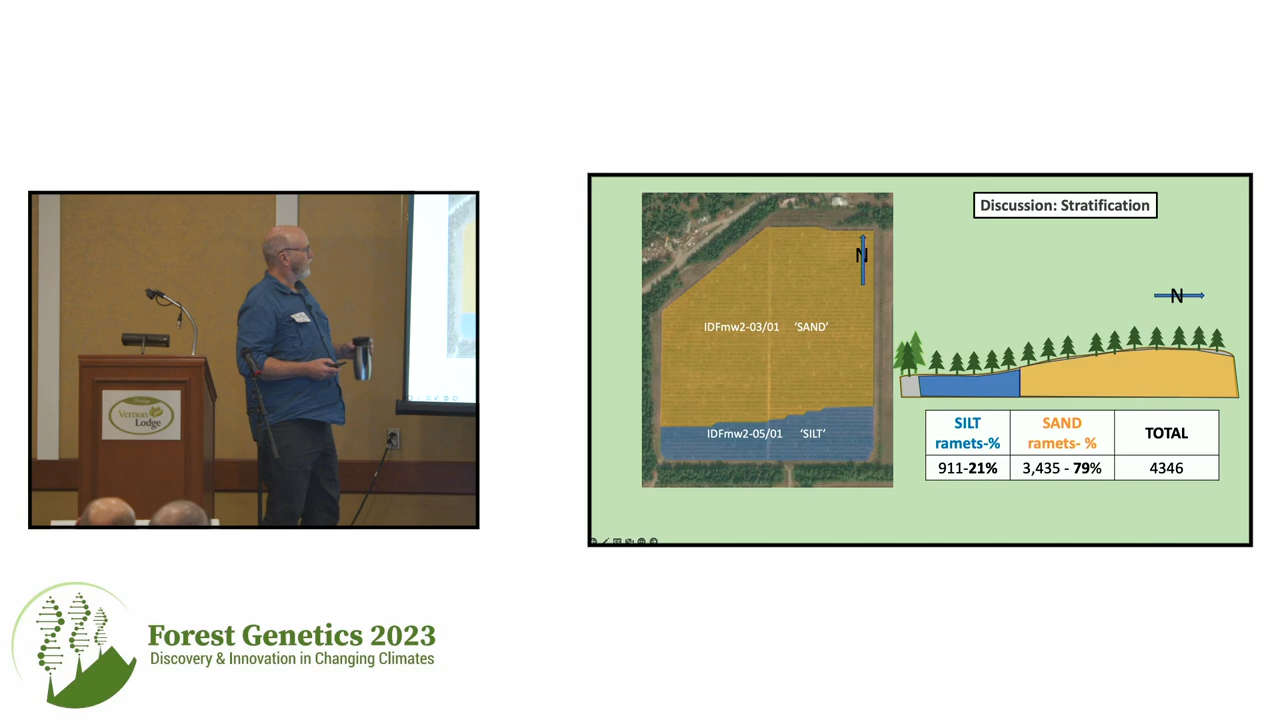 Vernon
Lodge
Discussion: Stratification
N
N
IDFmw2-03/01 ‘SAND’
IDFmw2-05/01 ‘SILT’
SILT
ramets-%
SAND
ramets- %
TOTAL
911-21%
3,435 - 79%
4346
Forest Genetics 2023
Discovery & Innovation in Changing Climates